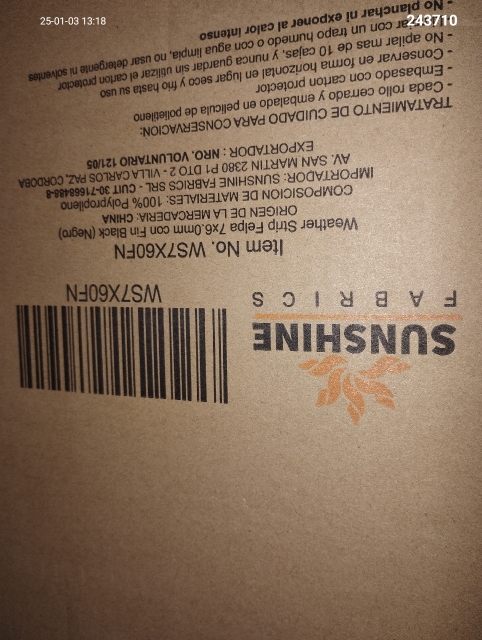 25-01-03 13:18
243710
SUNSHINE
FABRICS
WS7X60FN
Item No. WS7X60FN
Weather Strip Felpa 7x6.0mm con Fin Black (Negro)
ORIGEN DE LA MERCADERIA: CHINA
COMPOSICION DE MATERIALES: 100% Polypropileno
IMPORTADOR: SUNSHINE FABRICS SRL - CUIT 30-71668488-8
AV. SAN MARTIN 2380 P1 DTO 2 - VILLA CARLOS PAZ, CORDOBA
EXPORTADOR: NRO. VOLUNTARIO 121/05
TRATAMIENTO DE CUIDADO PARA CONSERVACION:
- Cada rollo cerrado y embalado en pelicula de polietileno
- Embasado en carton con carton protector
- Conservar en forma horizontal en lugar seco y frio hasta su uso
- No apilar mas de 10 cajas, y nunca guardar sin utilizar el carton protector
con un trapo humedo o con agua limpia, no usar ni detergente ni solventes
- No planchar ni exponer al calor intenso